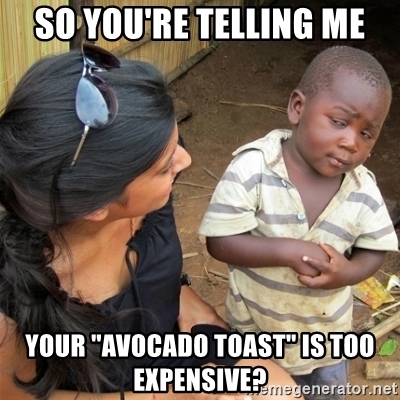 SO YOU'RE TELLING ME
YOUR "AVOCADO TOAST" IS TOO
EXPENSIVE?
memegenerator.net